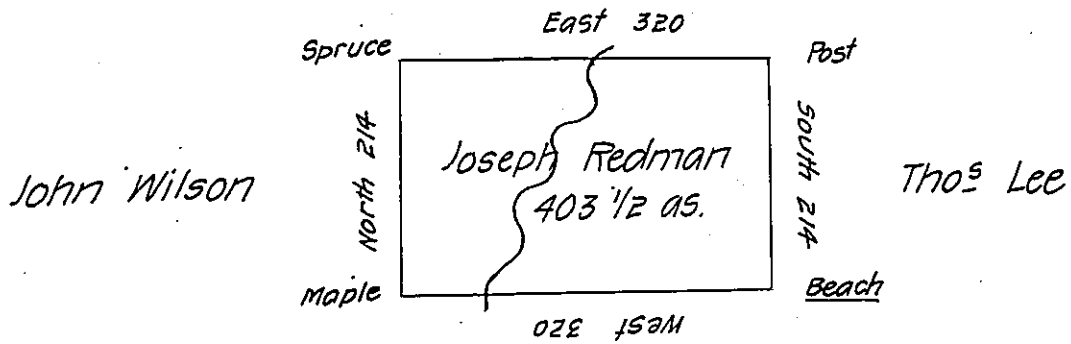 East 320
Spruce
Post
North 214
South 214
John Wilson
Joseph Redman
403 1/2 as.
Thoˢ Lee
Maple
Beach
West 320